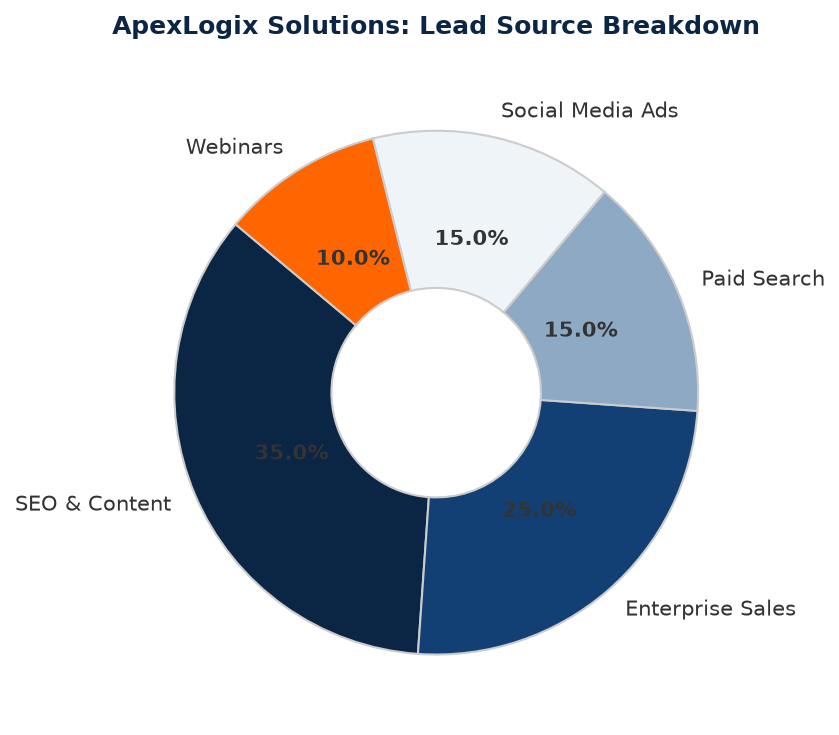 ApexLogix Solutions: Lead Source Breakdown
Social Media Ads
Webinars
15.0%
10.0%
Paid Search
15.0%
35.0%
SEO & Content
25.0%
Enterprise Sales